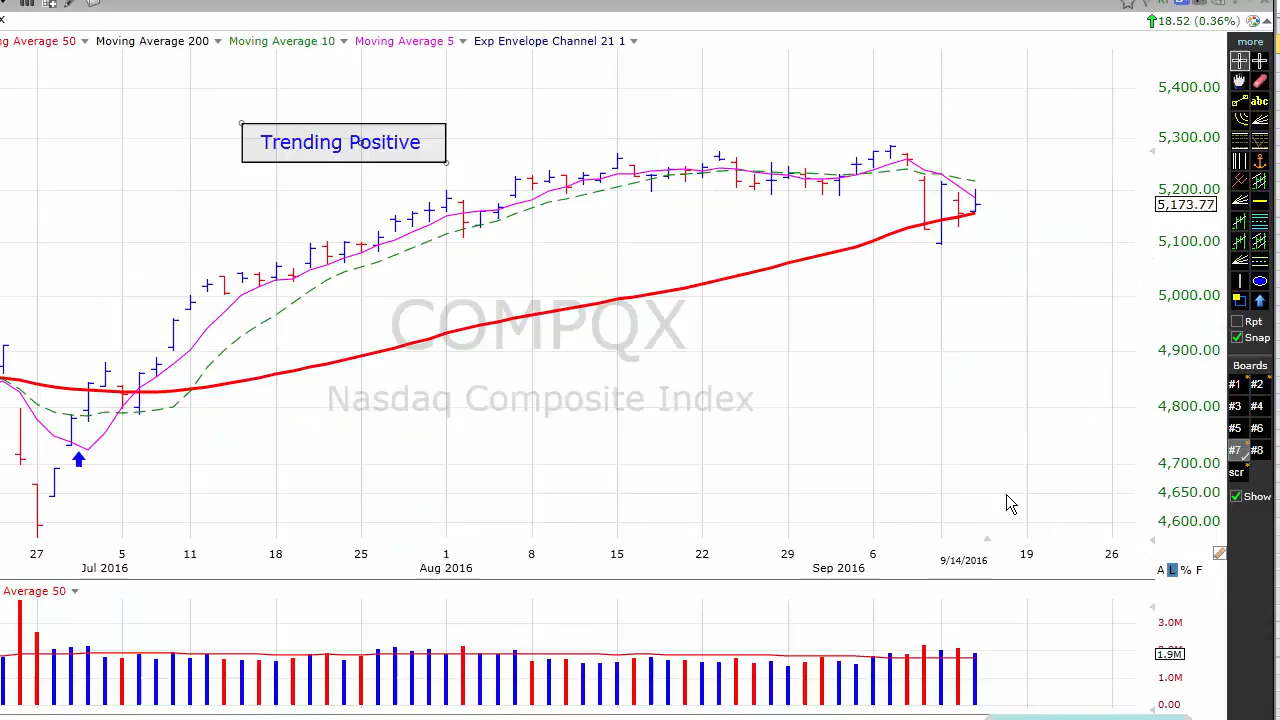 X
18.52 (0.36%)
ng Average 50 Moving Average 200 Moving Average 10 Moving Average 5 Exp Envelope Channel 21 1
more
abc
Trending Positive
5,400.00
5,300.00
5,200.00
5,173.77
5,100.00
5,000.00
4,900.00
4,800.00
4,700.00
4,650.00
4,600.00
COMPQX
Nasdaq Composite Index
Rpt
Snap
Boards
#1 #2
#3 #4
#5 #6
#7 #8
scr
Show
27 5 11 18 25 1 8 15 22 29 6 9/14/2016 19 26
Jul 2016 Aug 2016 Sep 2016
A L % F
Average 50
3.0M
1.9M
1.0M
0.00